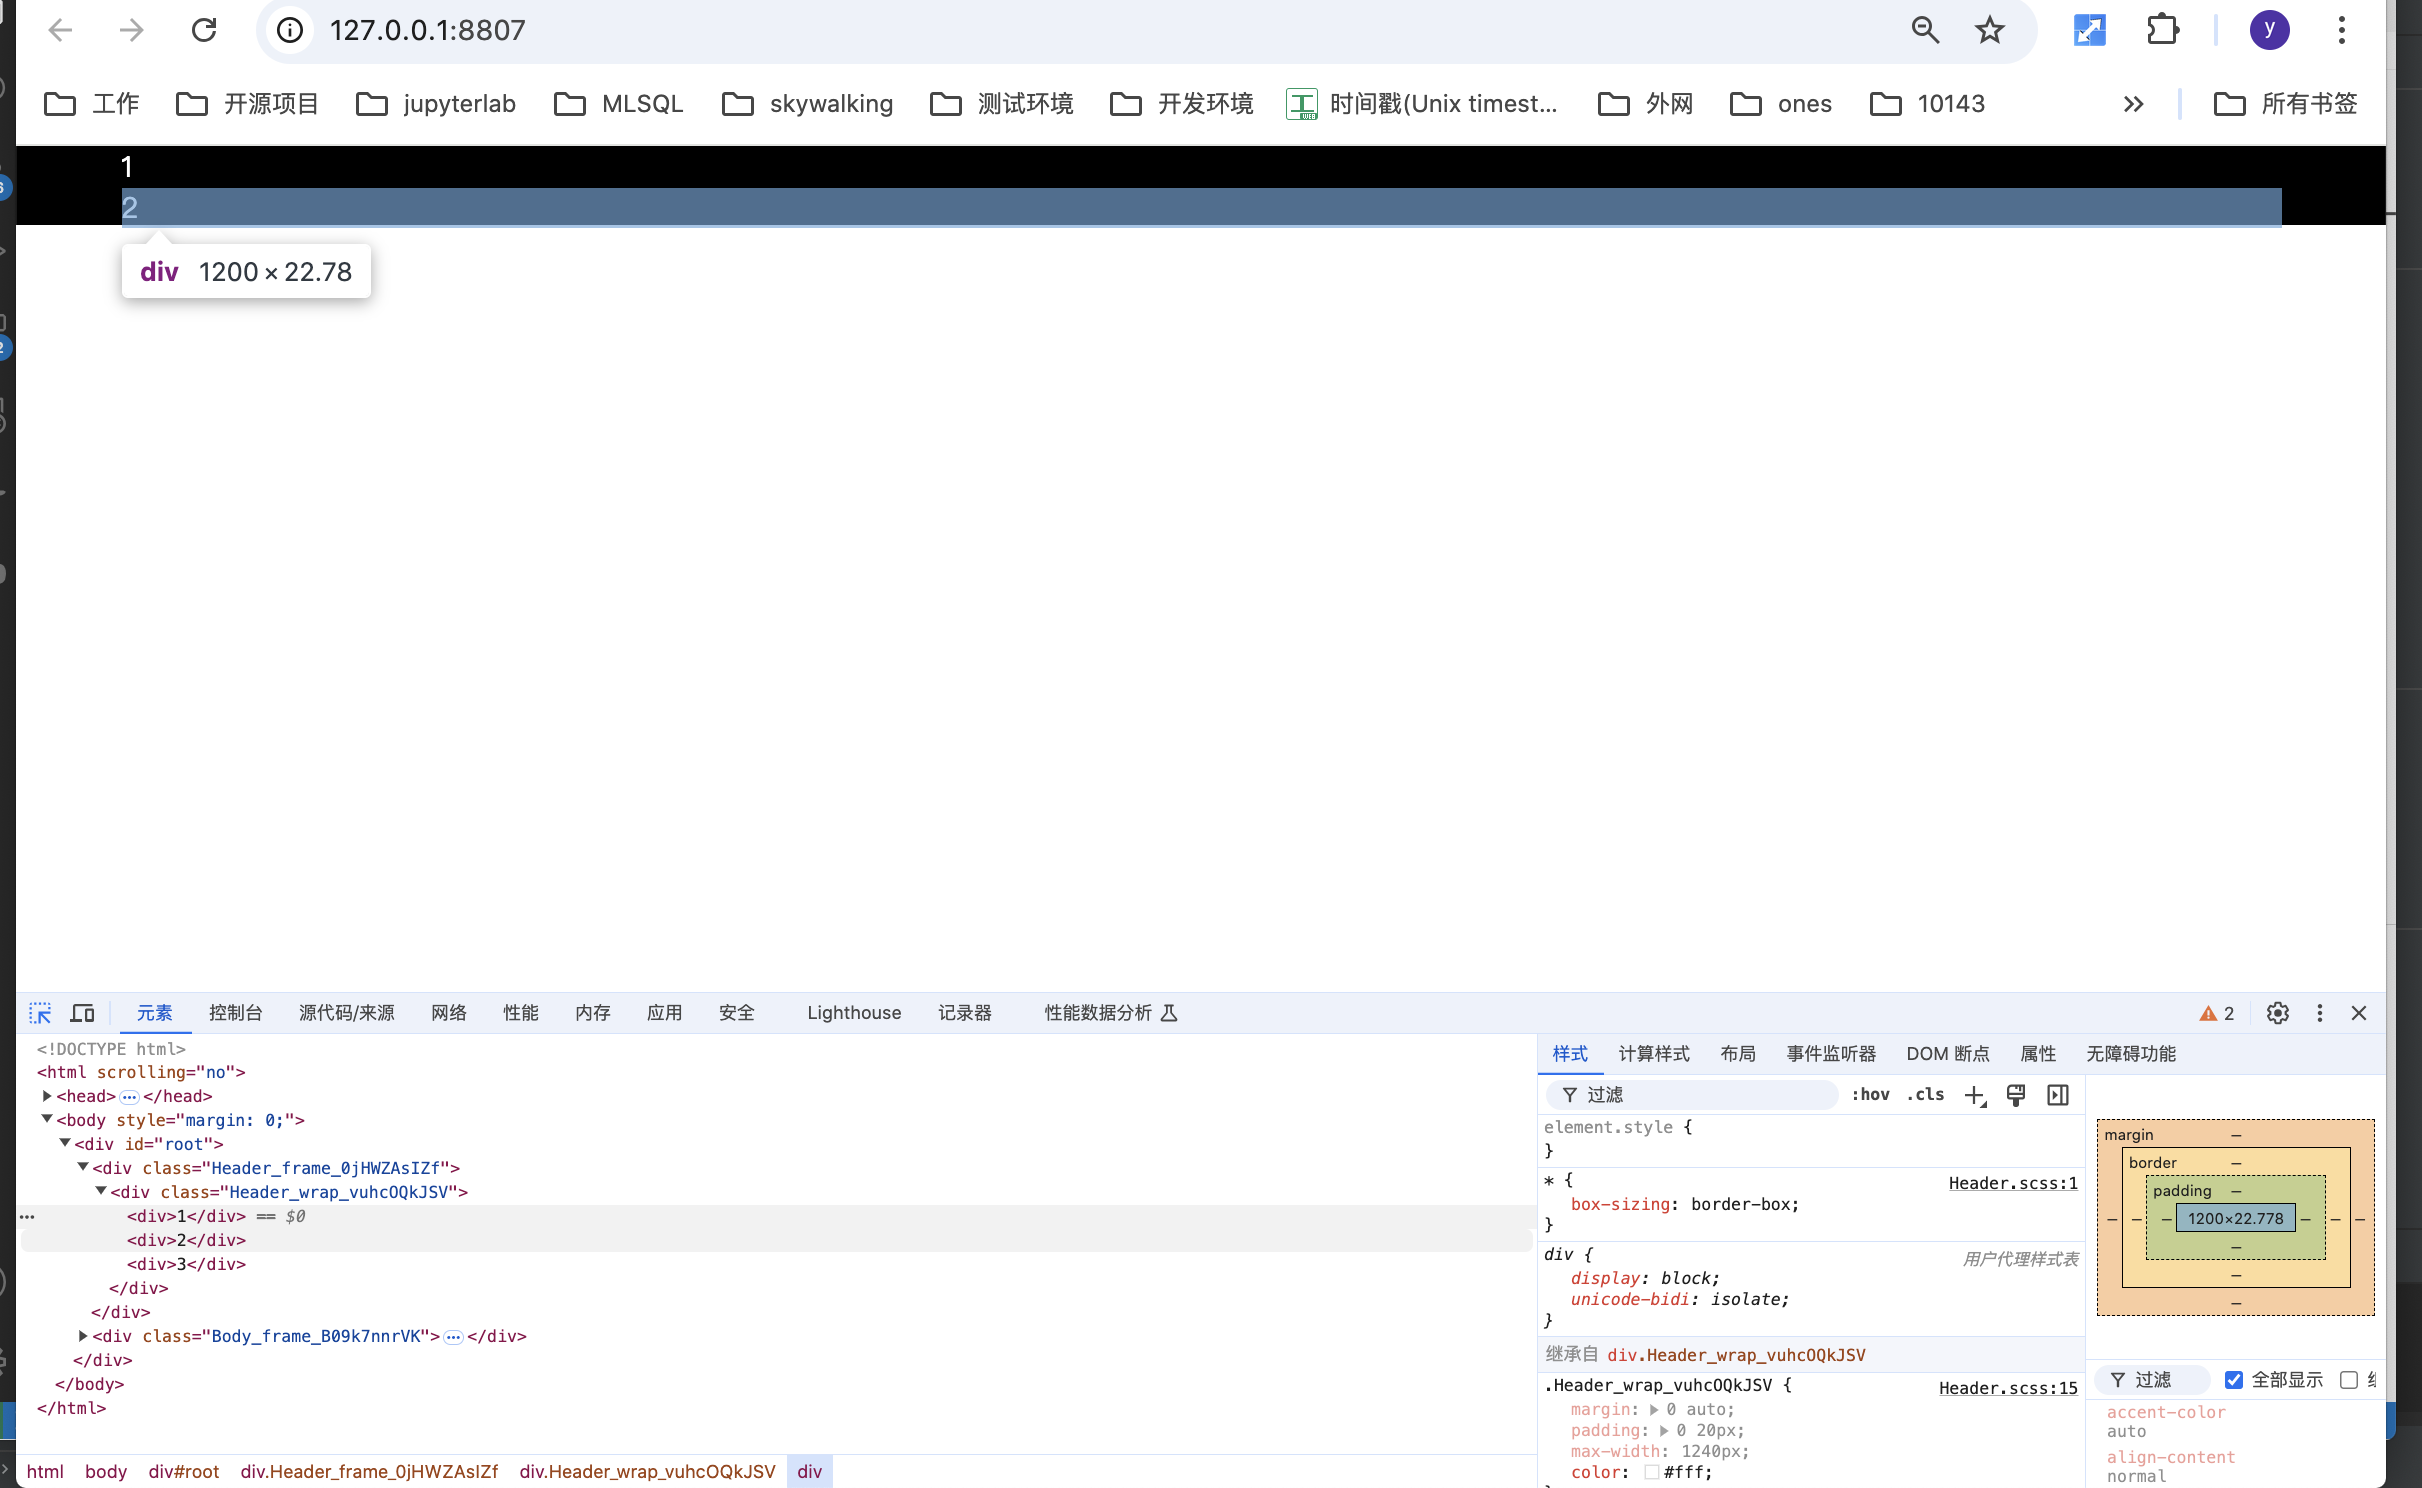 127.0.0.1:8807
y
工作 开源项目 jupyterlab MLSQL skywalking 测试环境 开发环境 时间戳(Unix timest... 外网 ones 10143 » 所有书签
1
2
div 1200 × 22.78
元素 控制台 源代码/来源 网络 性能 内存 应用 安全 Lighthouse 记录器 性能数据分析 2
<!DOCTYPE html>
<html scrolling="no">
<head>…</head>
<body style="margin: 0;">
<div id="root">
<div class="Header_frame_0jHWZAsIZf">
<div class="Header_wrap_vuhcOQkJSV">
<div>1</div> == $0
<div>2</div>
<div>3</div>
</div>
</div>
<div class="Body_frame_B09k7nnrVK">…</div>
</div>
</body>
</html>
html body div#root div.Header_frame_0jHWZAsIZf div.Header_wrap_vuhcOQkJSV div
样式 计算样式 布局 事件监听器 DOM 断点 属性 无障碍功能
过滤 :hov .cls
element.style {
}
* { Header.scss:1
box-sizing: border-box;
}
div { 用户代理样式表
display: block;
unicode-bidi: isolate;
}
继承自 div.Header_wrap_vuhcOQkJSV
.Header_wrap_vuhcOQkJSV { Header.scss:15
margin: 0 auto;
padding: 0 20px;
max-width: 1240px;
color: #fff;
margin –
border –
padding –
– – – 1200×22.778 – – –
–
–
–
过滤 全部显示
accent-color
auto
align-content
normal